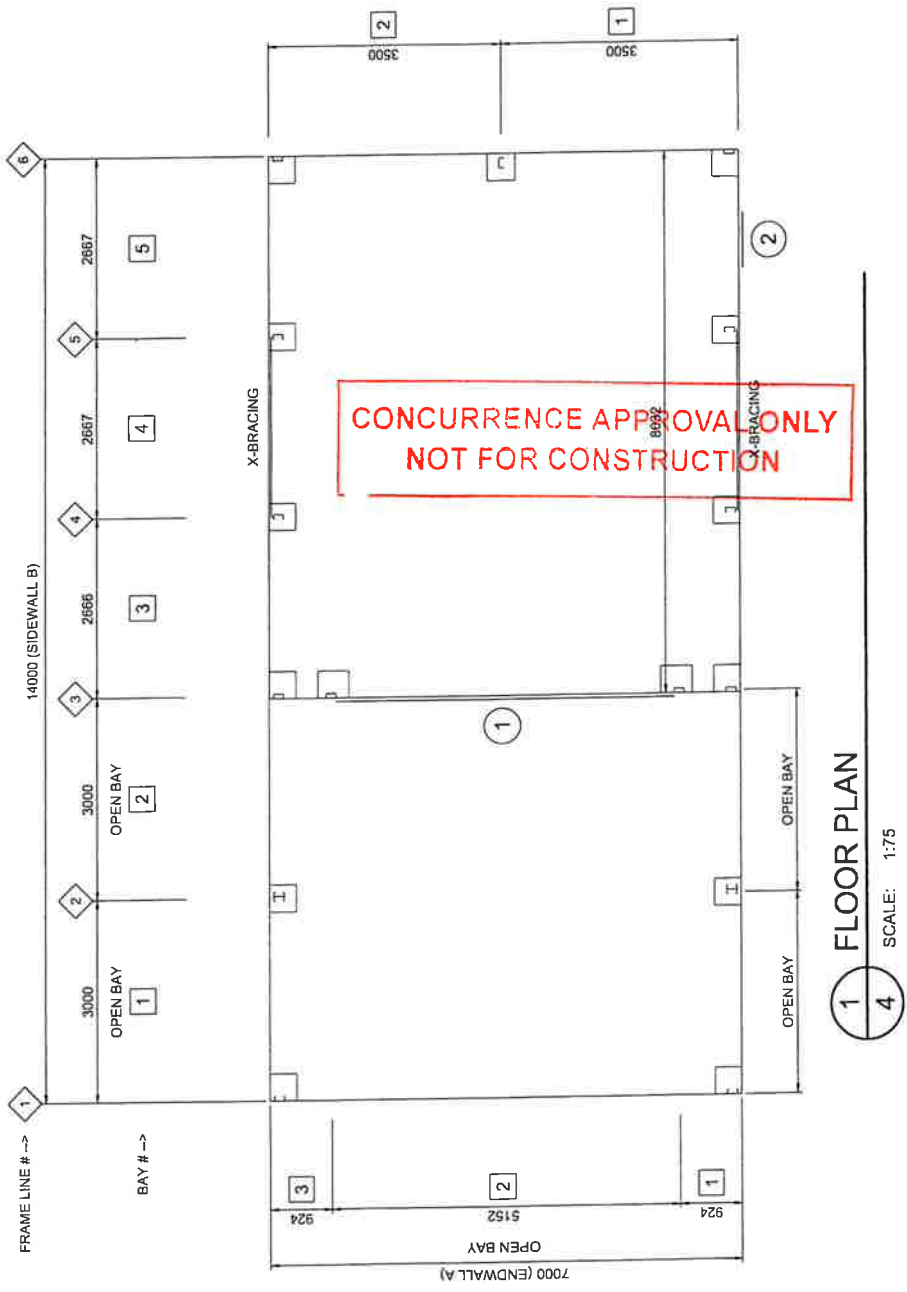 FRAME LINE # -->
1
2
3
4
5
6
14000 (SIDEWALL B)
3000
3000
2666
2667
2667
BAY # -->
OPEN BAY
1
OPEN BAY
2
3
4
5
X-BRACING
7000 (ENDWALL A)
OPEN BAY
924
3
5152
2
924
1
3500
2
3500
1
1
8032
CONCURRENCE APPROVAL ONLY
NOT FOR CONSTRUCTION
X-BRACING
2
OPEN BAY
OPEN BAY
1
4
FLOOR PLAN
SCALE: 1:75